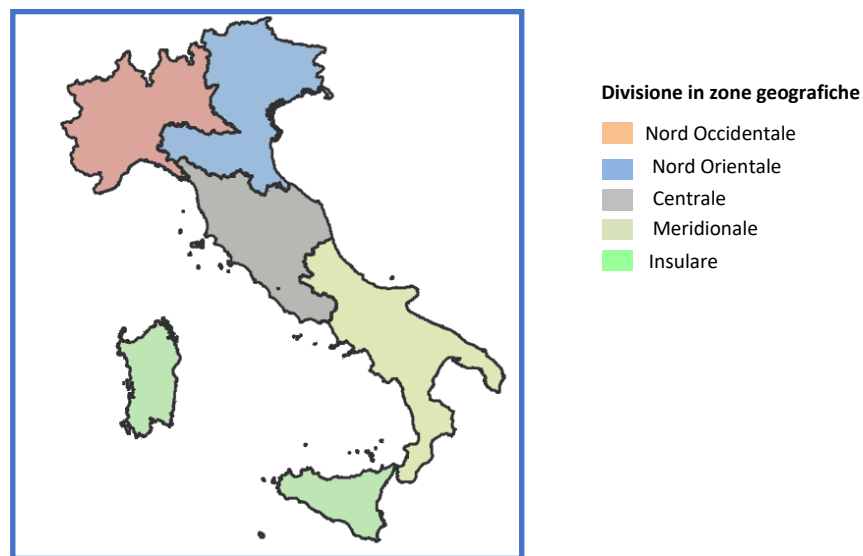 Divisione in zone geografiche
Nord Occidentale
Nord Orientale
Centrale
Meridionale
Insulare